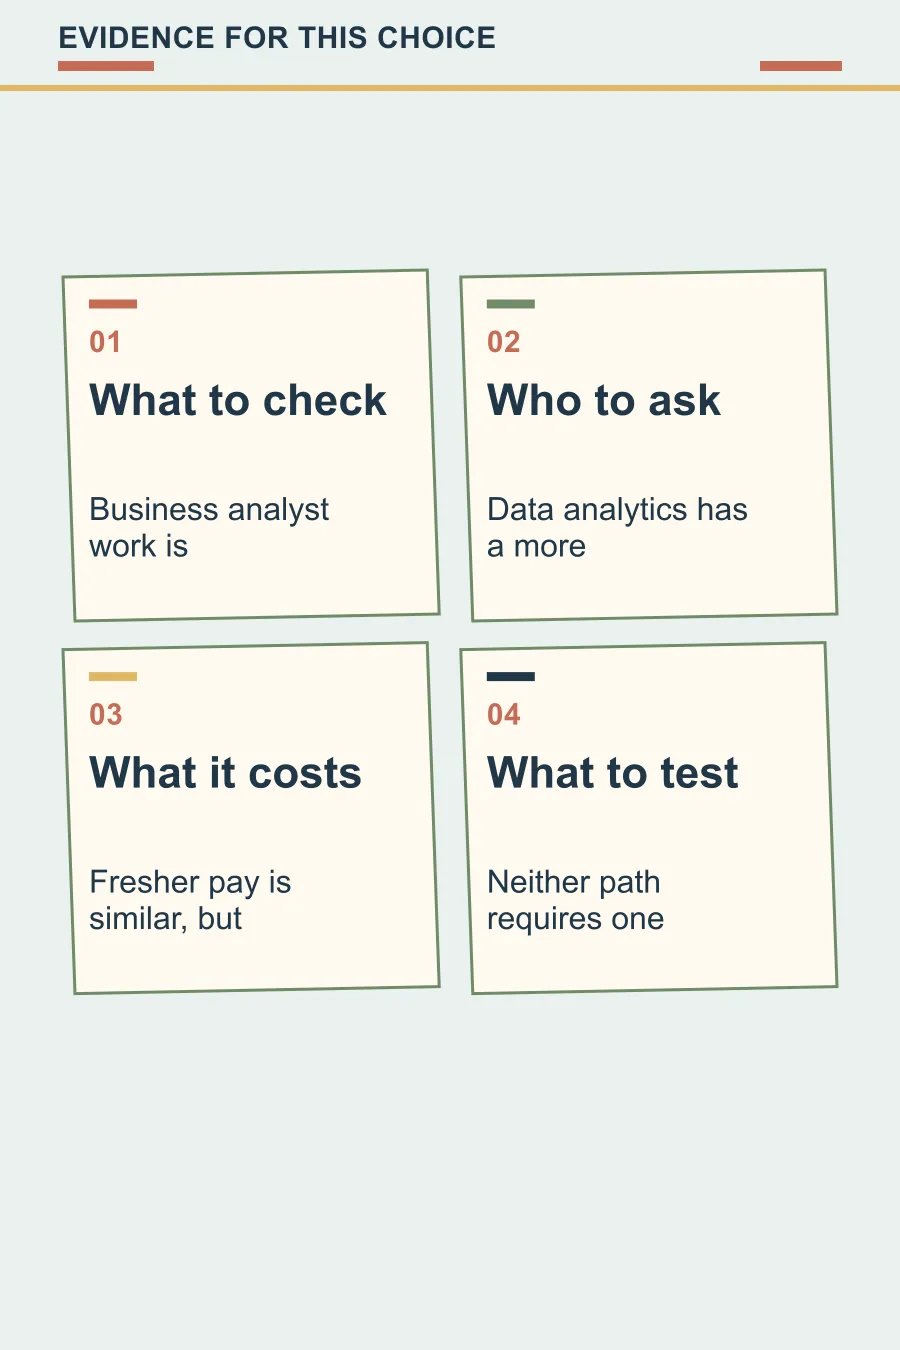 EVIDENCE FOR THIS CHOICE
01
What to check
Business analyst
work is
02
Who to ask
Data analytics has
a more
03
What it costs
Fresher pay is
similar, but
04
What to test
Neither path
requires one